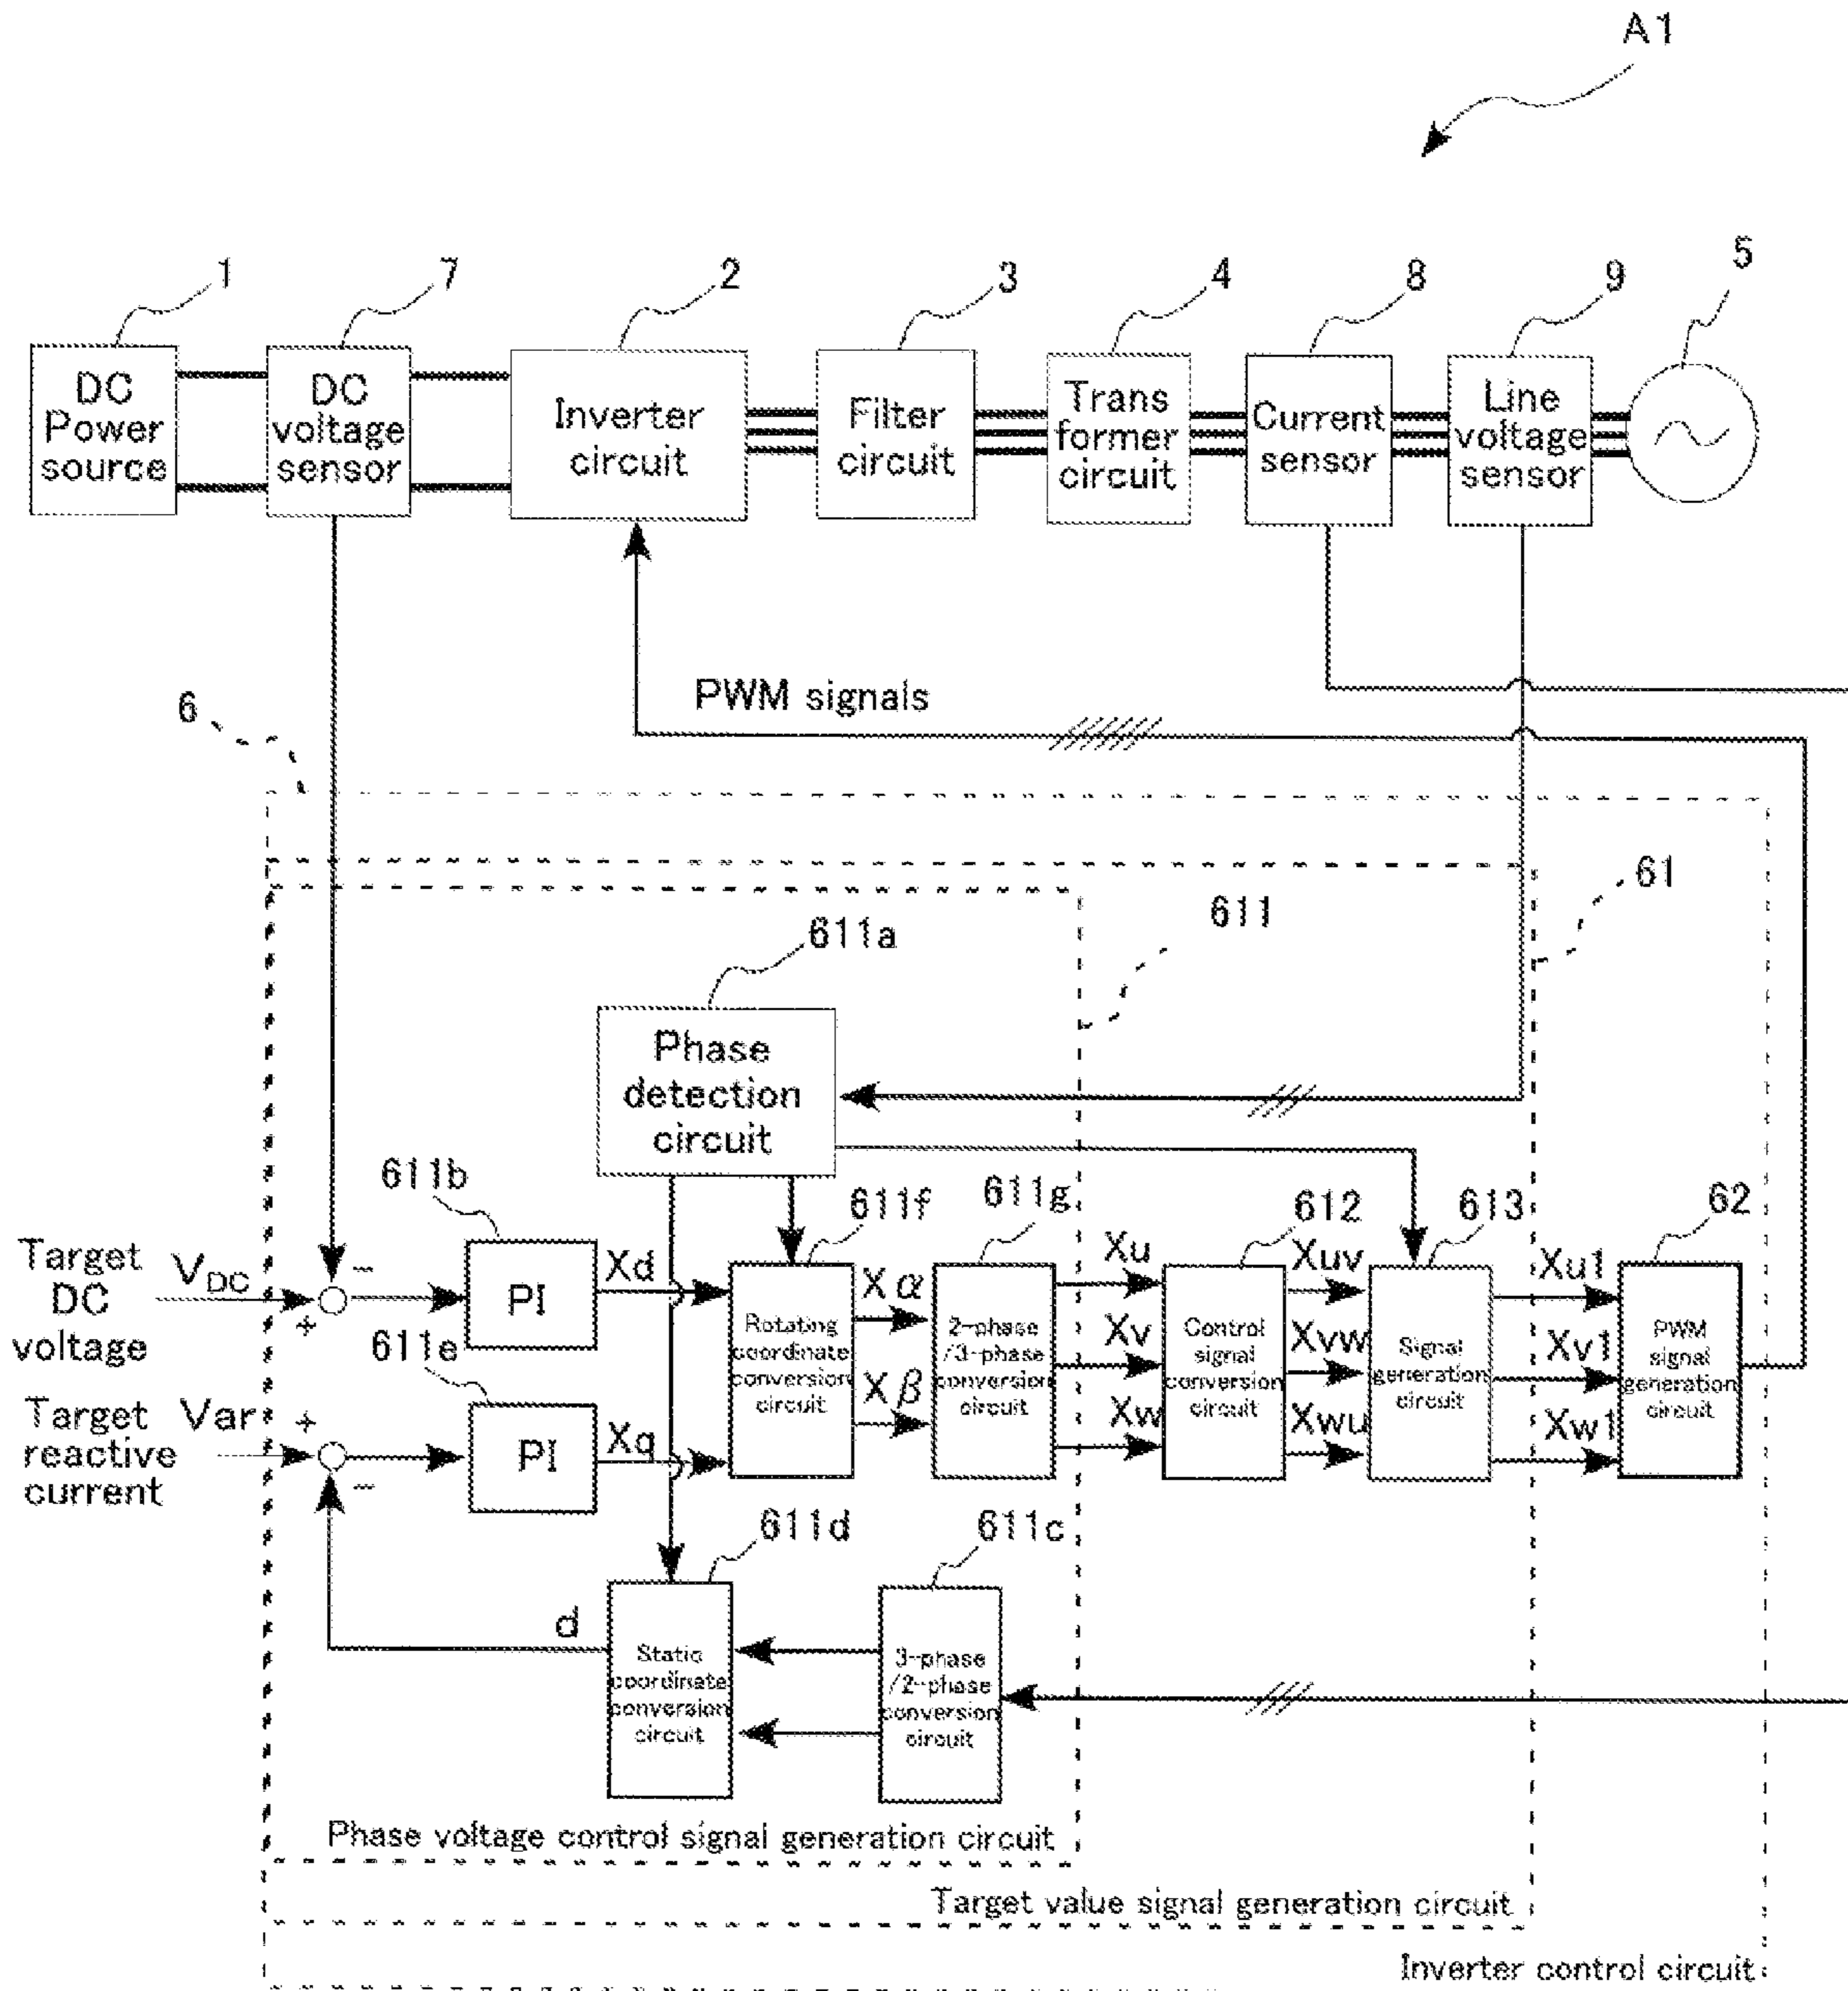 A1
1
7
2
3
4
8
9
5
DC
Power
source
DC
voltage
sensor
Inverter
circuit
Filter
circuit
Trans
former
circuit
Current
sensor
Line
voltage
sensor
PWM signals
6
61
611
611a
Phase
detection
circuit
611b
611f
611g
612
613
62
Target
DC
voltage
VDC
−
+
PI
Xd
Rotating
coordinate
conversion
circuit
Xα
Xβ
2-phase
/3-phase
conversion
circuit
Xu
Xv
Xw
Control
signal
conversion
circuit
Xuv
Xvw
Xwu
Signal
generation
circuit
Xu1
Xv1
Xw1
PWM
signal
generation
circuit
611e
Target
reactive
current
Var
+
−
PI
Xq
611d
611c
d
Static
coordinate
conversion
circuit
3-phase
/2-phase
conversion
circuit
Phase voltage control signal generation circuit
Target value signal generation circuit
Inverter control circuit